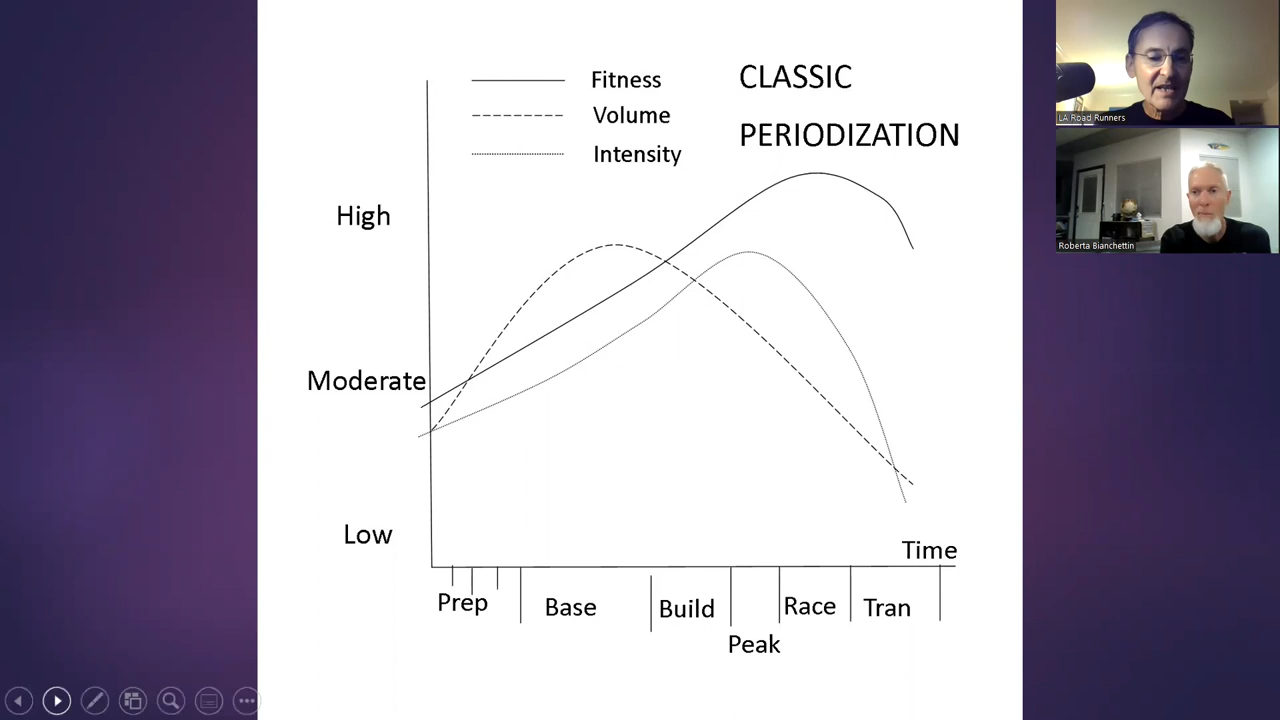 Fitness
Volume
Intensity
CLASSIC
PERIODIZATION
High
Moderate
Low
Time
Prep
Base
Build
Peak
Race
Tran
LA Road Runners
Roberta Bianchettin